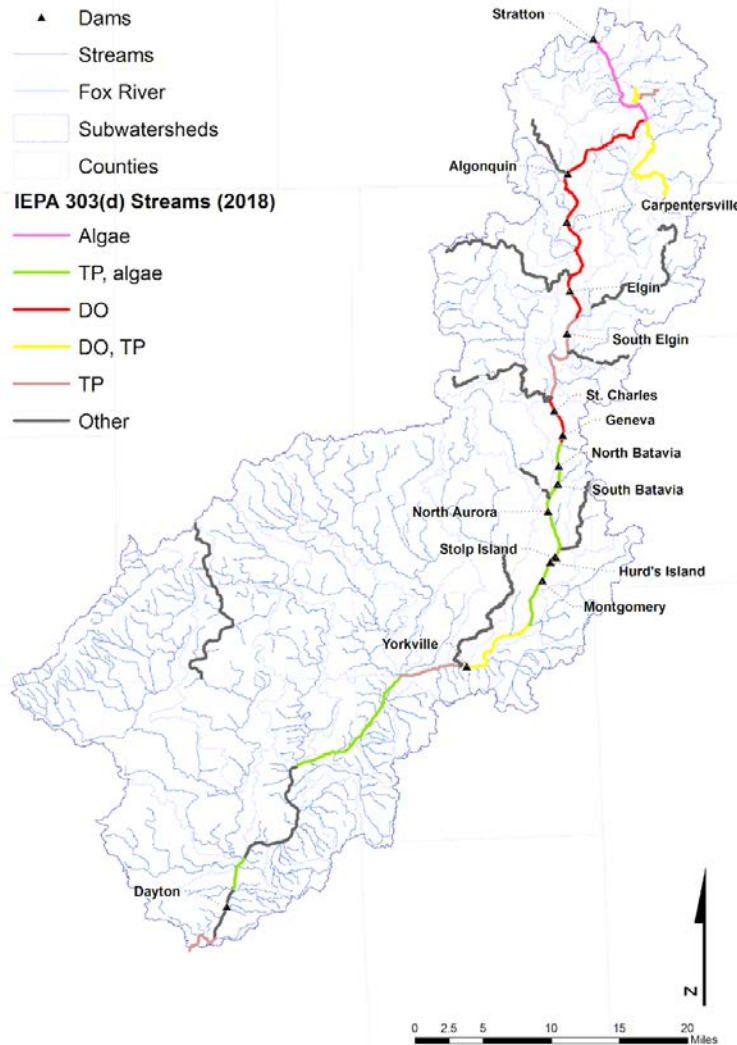 Dams
Streams
Fox River
Subwatersheds
Counties
IEPA 303(d) Streams (2018)
Algae
TP, algae
DO
DO, TP
TP
Other
Stratton
Algonquin
Carpentersville
Elgin
South Elgin
St. Charles
Geneva
North Batavia
South Batavia
North Aurora
Stolp Island
Hurd's Island
Montgomery
Yorkville
Dayton
N
0 2.5 5 10 15 20
Miles